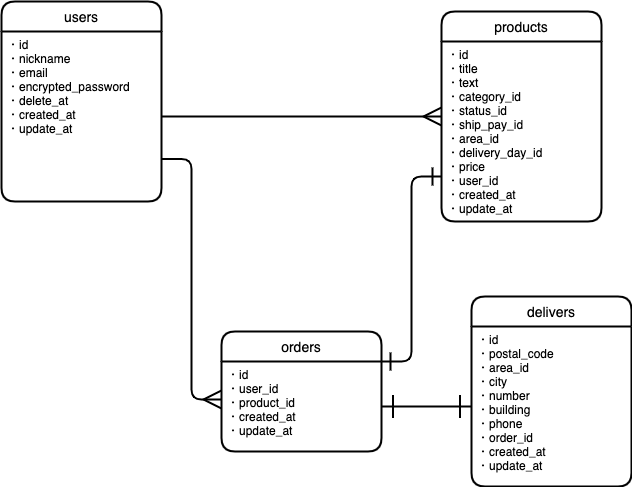 users
・id
・nickname
・email
・encrypted_password
・delete_at
・created_at
・update_at
products
・id
・title
・text
・category_id
・status_id
・ship_pay_id
・area_id
・delivery_day_id
・price
・user_id
・created_at
・update_at
orders
・id
・user_id
・product_id
・created_at
・update_at
delivers
・id
・postal_code
・area_id
・city
・number
・building
・phone
・order_id
・created_at
・update_at